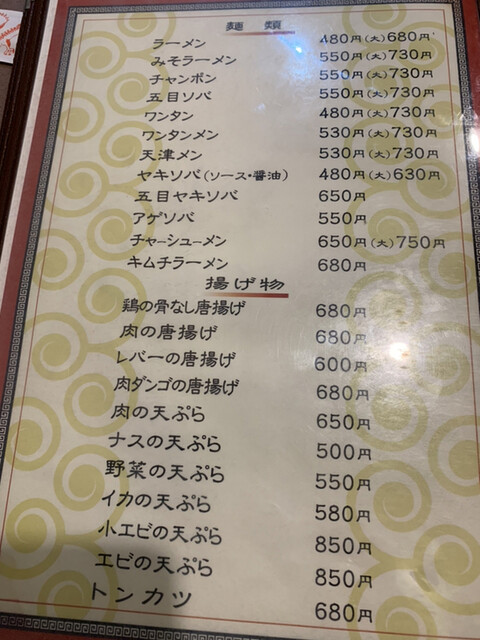 麺類
ラーメン 480円(大)680円
みそラーメン 550円(大)730円
チャンポン 550円(大)730円
五目ソバ 550円(大)730円
ワンタン 480円(大)730円
ワンタンメン 530円(大)730円
天津メン 530円(大)730円
ヤキソバ(ソース・醤油) 480円(大)630円
五目ヤキソバ 650円
アゲソバ 550円
チャーシューメン 650円(大)750円
キムチラーメン 680円
揚げ物
鶏の骨なし唐揚げ 680円
肉の唐揚げ 680円
レバーの唐揚げ 600円
肉ダンゴの唐揚げ 680円
肉の天ぷら 650円
ナスの天ぷら 500円
野菜の天ぷら 550円
イカの天ぷら 580円
小エビの天ぷら 850円
エビの天ぷら 850円
トンカツ 680円